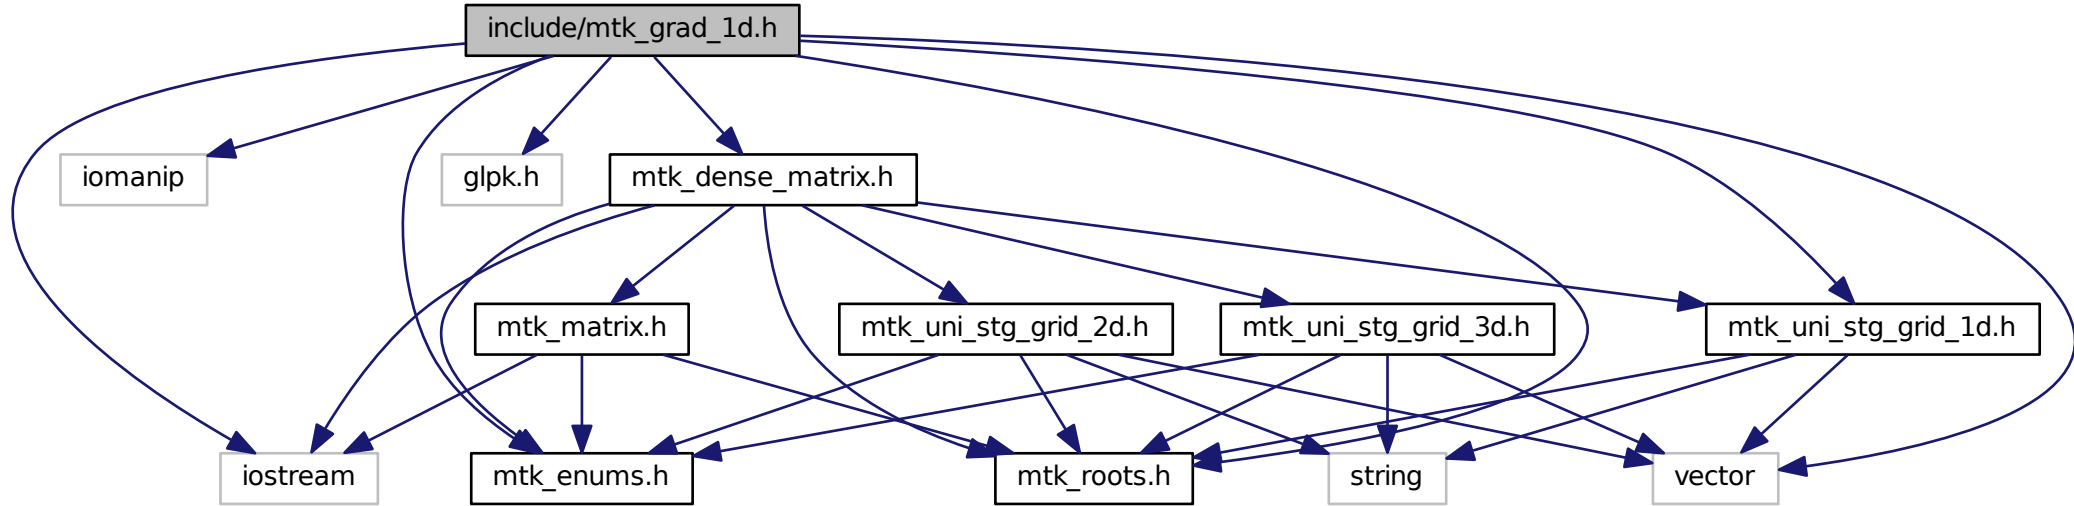 include/mtk_grad_1d.h
iomanip
glpk.h
mtk_dense_matrix.h
mtk_matrix.h
mtk_uni_stg_grid_2d.h
mtk_uni_stg_grid_3d.h
mtk_uni_stg_grid_1d.h
iostream
mtk_enums.h
mtk_roots.h
string
vector